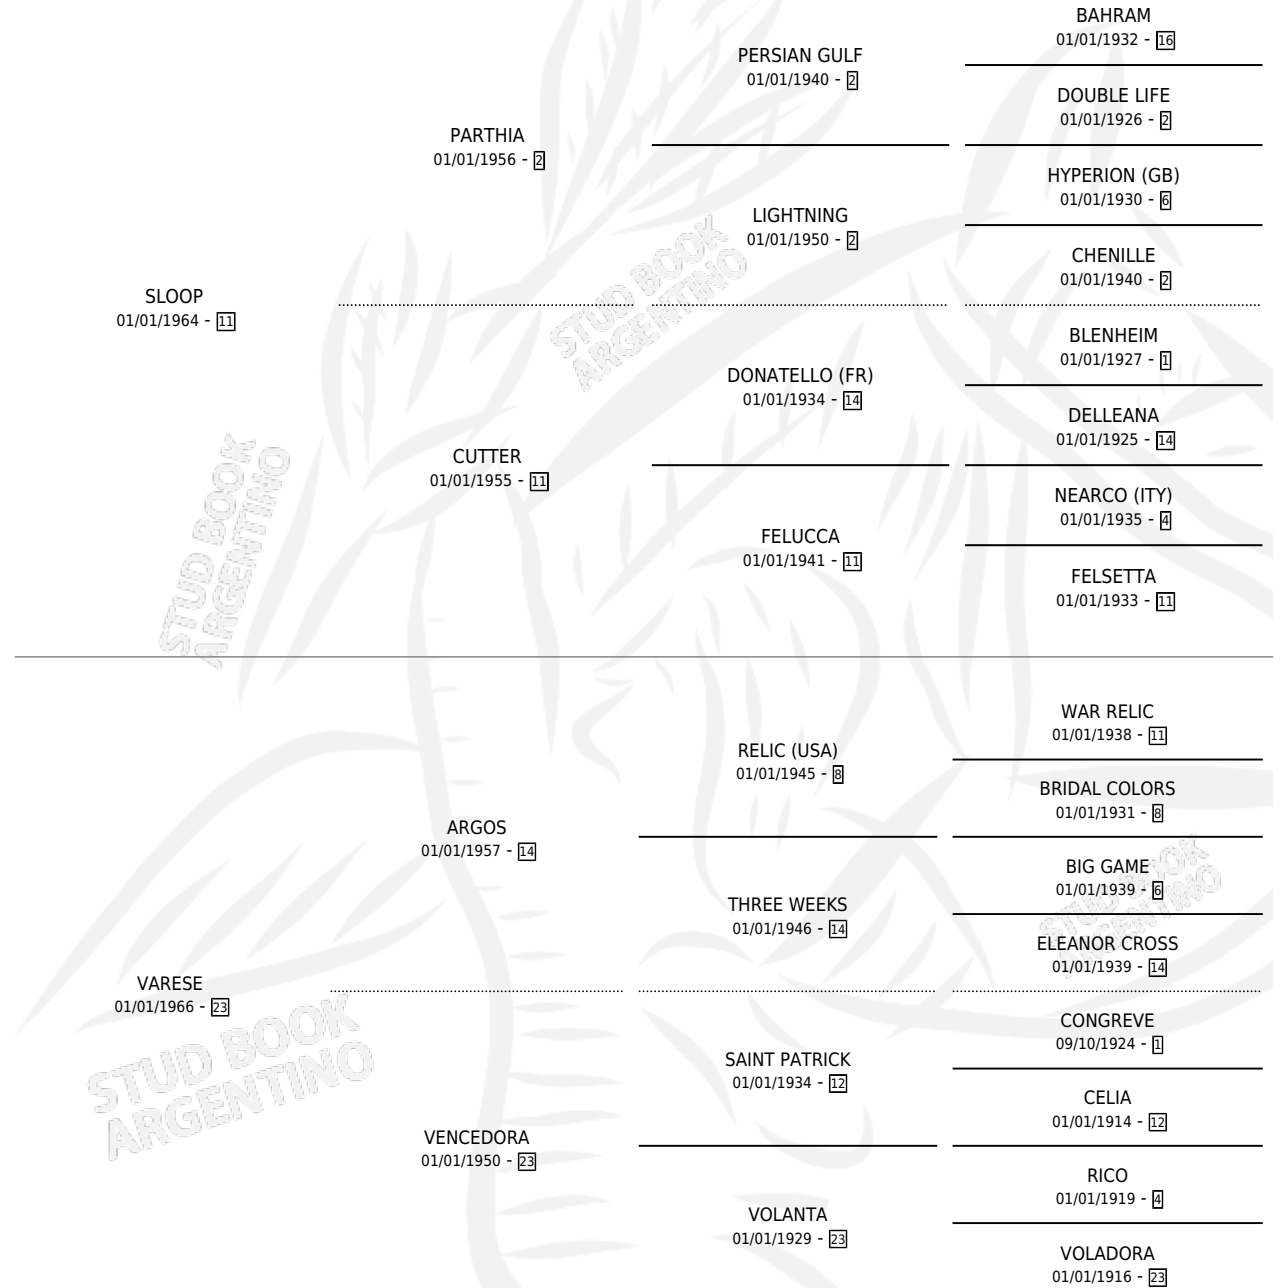 BAHRAM
01/01/1932 - 16
PERSIAN GULF
01/01/1940 - 2
DOUBLE LIFE
01/01/1926 - 2
PARTHIA
01/01/1956 - 2
HYPERION (GB)
01/01/1930 - 6
LIGHTNING
01/01/1950 - 2
CHENILLE
01/01/1940 - 2
SLOOP
01/01/1964 - 11
BLENHEIM
01/01/1927 - 1
DONATELLO (FR)
01/01/1934 - 14
DELLEANA
01/01/1925 - 14
CUTTER
01/01/1955 - 11
NEARCO (ITY)
01/01/1935 - 4
FELUCCA
01/01/1941 - 11
FELSETTA
01/01/1933 - 11
WAR RELIC
01/01/1938 - 11
RELIC (USA)
01/01/1945 - 8
BRIDAL COLORS
01/01/1931 - 8
ARGOS
01/01/1957 - 14
BIG GAME
01/01/1939 - 6
THREE WEEKS
01/01/1946 - 14
ELEANOR CROSS
01/01/1939 - 14
VARESE
01/01/1966 - 23
CONGREVE
09/10/1924 - 1
SAINT PATRICK
01/01/1934 - 12
CELIA
01/01/1914 - 12
VENCEDORA
01/01/1950 - 23
RICO
01/01/1919 - 4
VOLANTA
01/01/1929 - 23
VOLADORA
01/01/1916 - 23
STUD BOOK
ARGENTINO
STUD BOOK
ARGENTINO
STUD BOOK
ARGENTINO
STUD BOOK
ARGENTINO